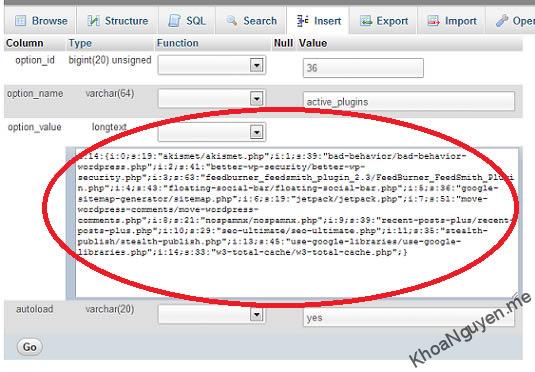 Browse Structure SQL Search Insert Export Import
Column Type Function Null Value
option_id bigint(20) unsigned 36
option_name varchar(64) active_plugins
option_value longtext
:14:{i:0;s:19:"akismet/akismet.php";i:1;s:39:"bad-behavior/bad-behavior-
wordpress.php";i:2;s:41:"better-wp-security/better-wp-
security.php";i:3;s:63:"feedburner_feedsmith_plugin_2.3/FeedBurner_FeedSmith_Plugi
n.php";i:4;s:43:"floating-social-bar/floating-social-bar.php";i:5;s:36:"google-
sitemap-generator/sitemap.php";i:6;s:19:"jetpack/jetpack.php";i:7;s:51:"move-
wordpress-comments/move-wordpress-
comments.php";i:8;s:21:"nospamnx/nospamnx.php";i:9;s:39:"recent-posts-plus/recent-
posts-plus.php";i:10;s:29:"seo-ultimate/seo-ultimate.php";i:11;s:35:"stealth-
publish/stealth-publish.php";i:13;s:45:"use-google-libraries/use-google-
libraries.php";i:14;s:33:"w3-total-cache/w3-total-cache.php";}
autoload varchar(20) yes
Go
KhoaNguyen.me